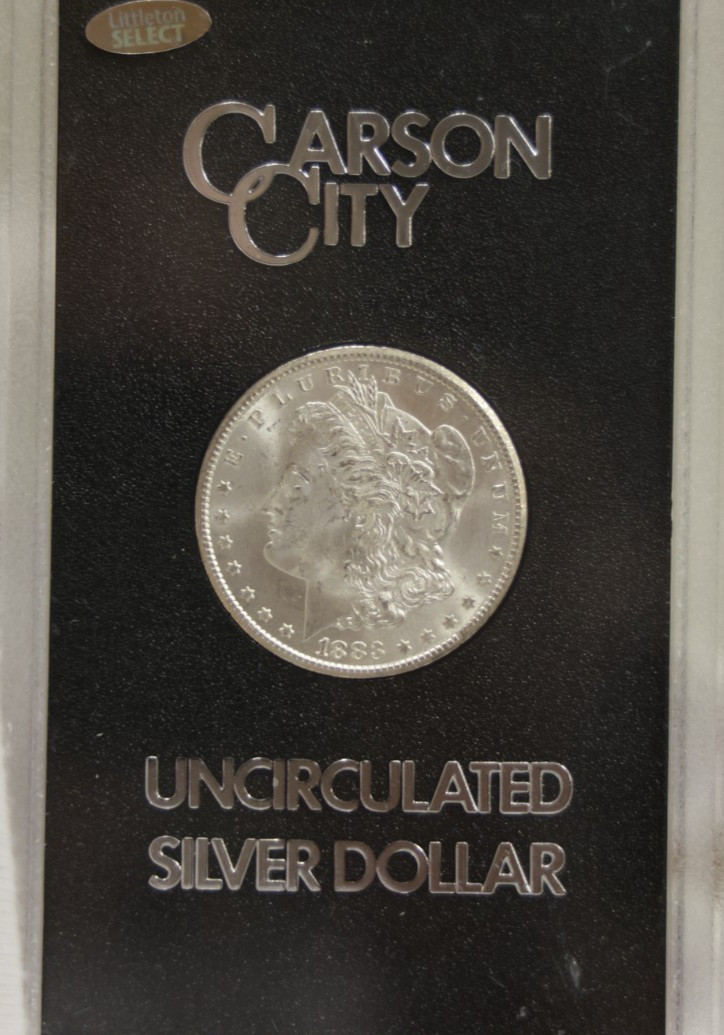 Littleton
SELECT
CARSON
CITY
E·PLURIBUS·UNUM
1883
UNCIRCULATED
SILVER DOLLAR